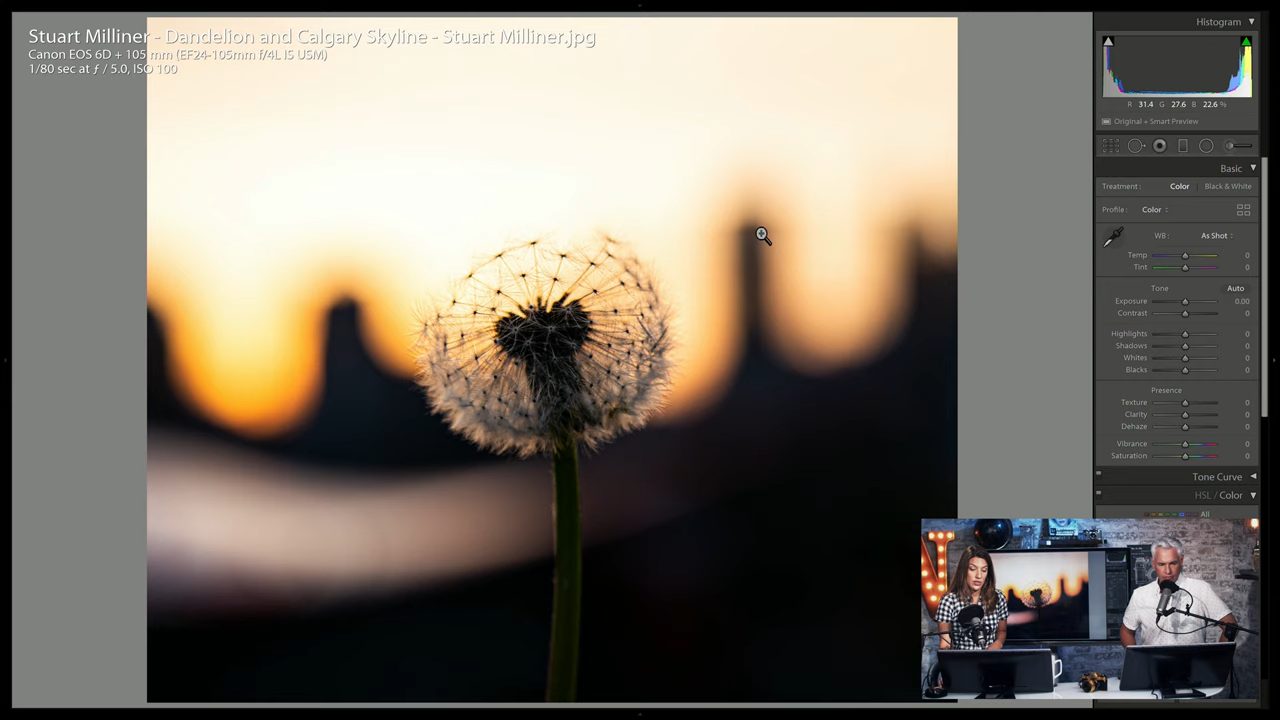 Stuart Milliner - Dandelion and Calgary Skyline - Stuart Milliner.jpg
Canon EOS 6D + 105 mm (EF24-105mm f/4L IS USM)
1/80 sec at ƒ / 5.0, ISO 100
Histogram
R 31.4 G 27.6 B 22.6 %
Original + Smart Preview
Basic
Treatment: Color Black & White
Profile: Color
WB: As Shot
Temp 0
Tint 0
Tone Auto
Exposure 0.00
Contrast 0
Highlights 0
Shadows 0
Whites 0
Blacks 0
Presence
Texture 0
Clarity 0
Dehaze 0
Vibrance 0
Saturation 0
Tone Curve
HSL / Color
All
N